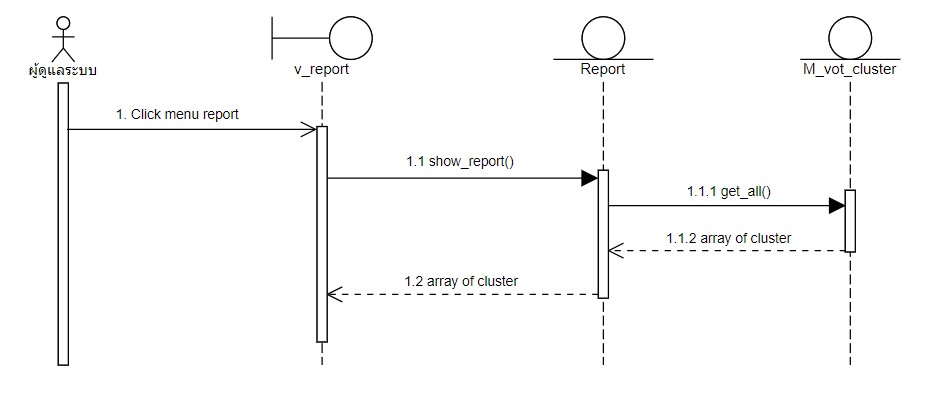 ผู้ดูแลระบบ
v_report
Report
M_vot_cluster
1. Click menu report
1.1 show_report()
1.1.1 get_all()
1.1.2 array of cluster
1.2 array of cluster